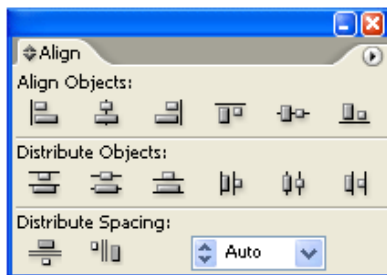 Align
Align Objects:
Distribute Objects:
Distribute Spacing:
Auto